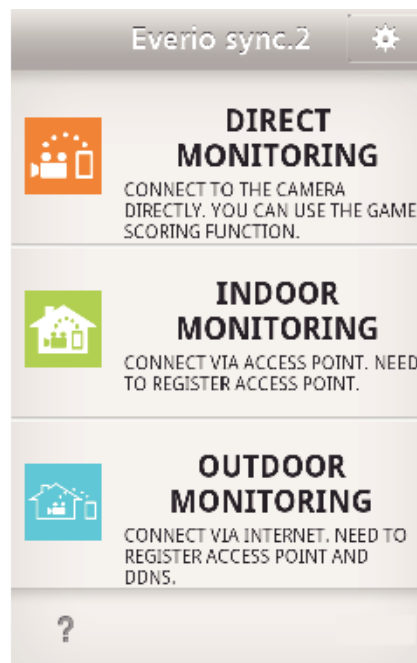 Everio sync.2
DIRECT
MONITORING
CONNECT TO THE CAMERA
DIRECTLY. YOU CAN USE THE GAME
SCORING FUNCTION.
INDOOR
MONITORING
CONNECT VIA ACCESS POINT. NEED
TO REGISTER ACCESS POINT.
OUTDOOR
MONITORING
CONNECT VIA INTERNET. NEED TO
REGISTER ACCESS POINT AND
DDNS.
?